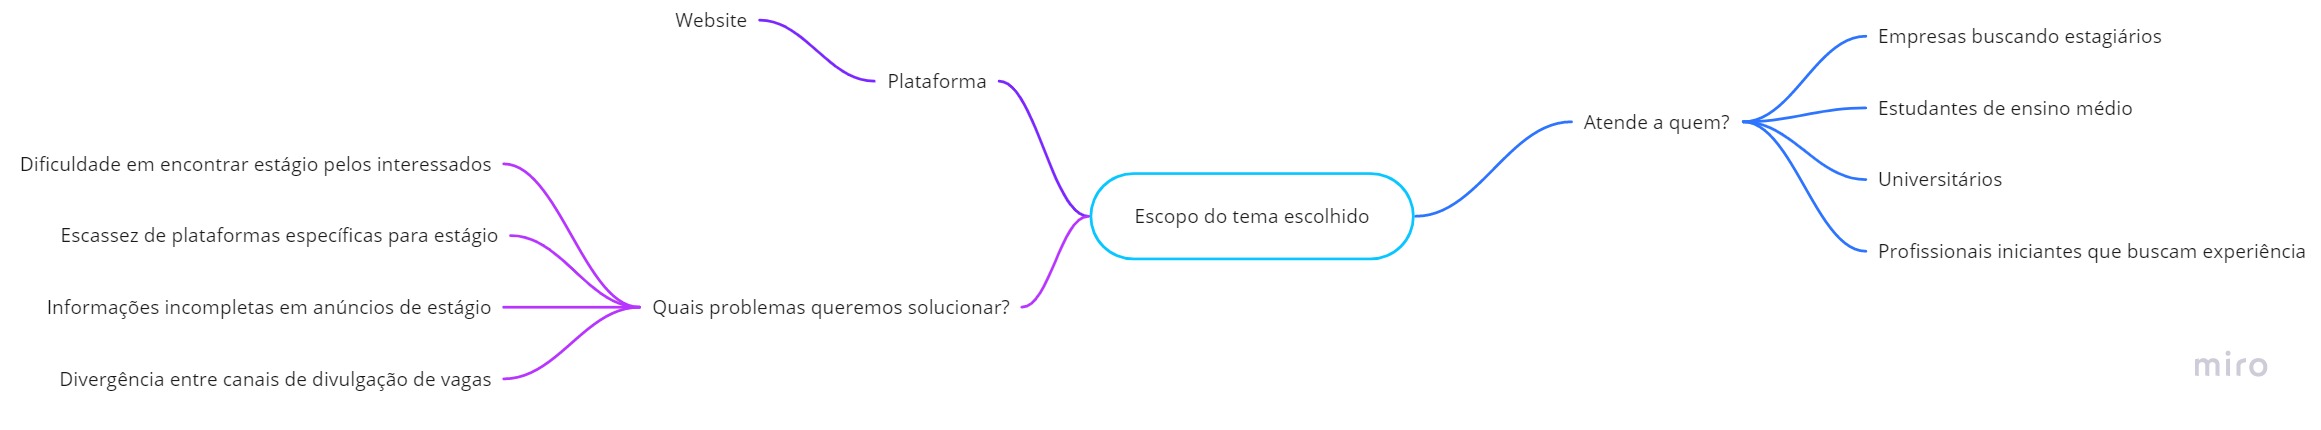 Website
Plataforma
Dificuldade em encontrar estágio pelos interessados
Escassez de plataformas específicas para estágio
Informações incompletas em anúncios de estágio
Divergência entre canais de divulgação de vagas
Quais problemas queremos solucionar?
Escopo do tema escolhido
Atende a quem?
Empresas buscando estagiários
Estudantes de ensino médio
Universitários
Profissionais iniciantes que buscam experiência
miro